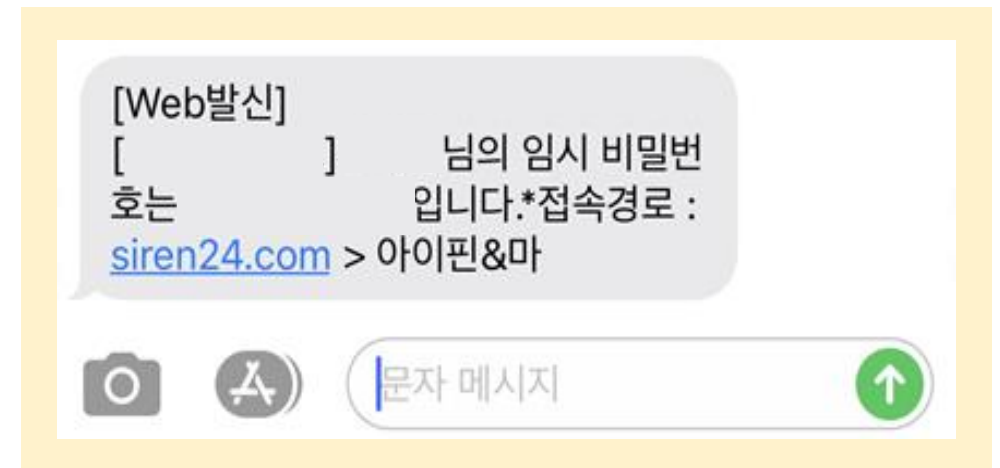 [Web발신]
[ ] 님의 임시 비밀번
호는 입니다.*접속경로 :
siren24.com > 아이핀&마
문자 메시지